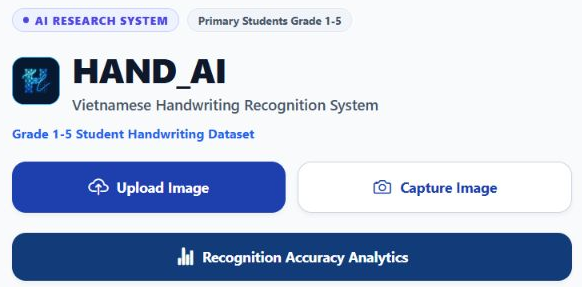 AI RESEARCH SYSTEM Primary Students Grade 1-5
HAND_AI
Vietnamese Handwriting Recognition System
Grade 1-5 Student Handwriting Dataset
Upload Image Capture Image
Recognition Accuracy Analytics